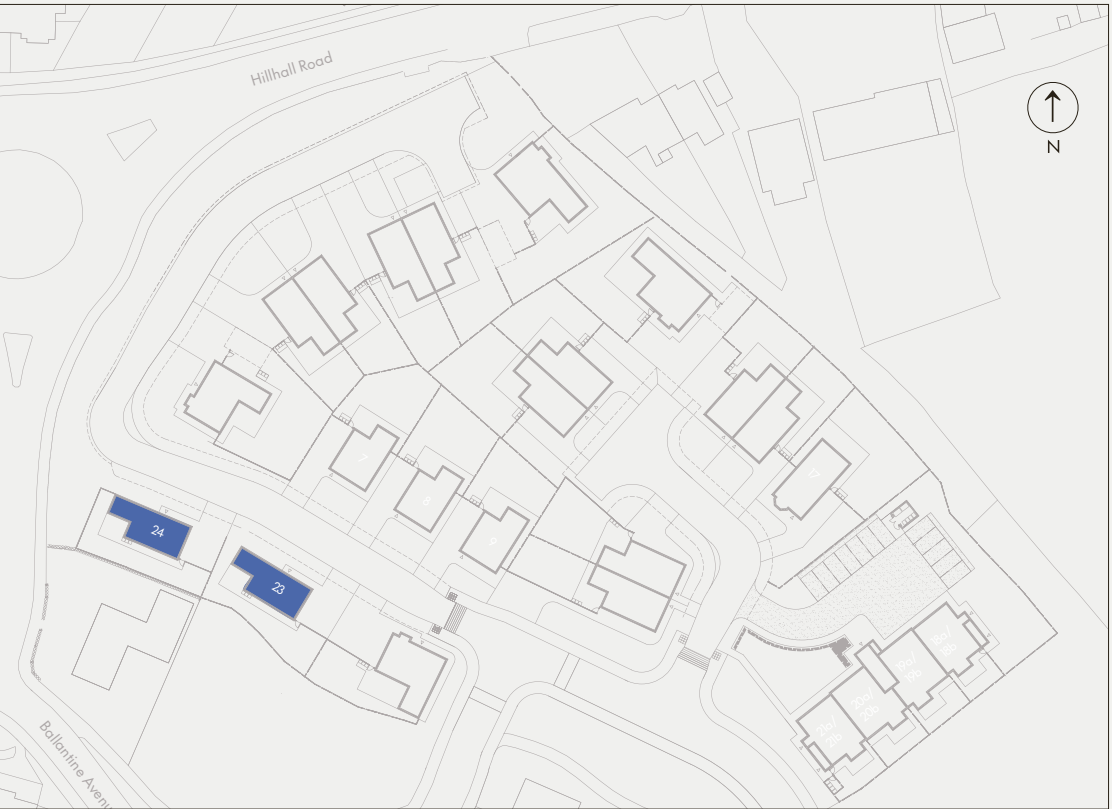 Hillhall Road
N
7
8
9
17
24
23
18a/
18b
19a/
19b
20a/
20b
21a/
21b
Ballantine Avenu